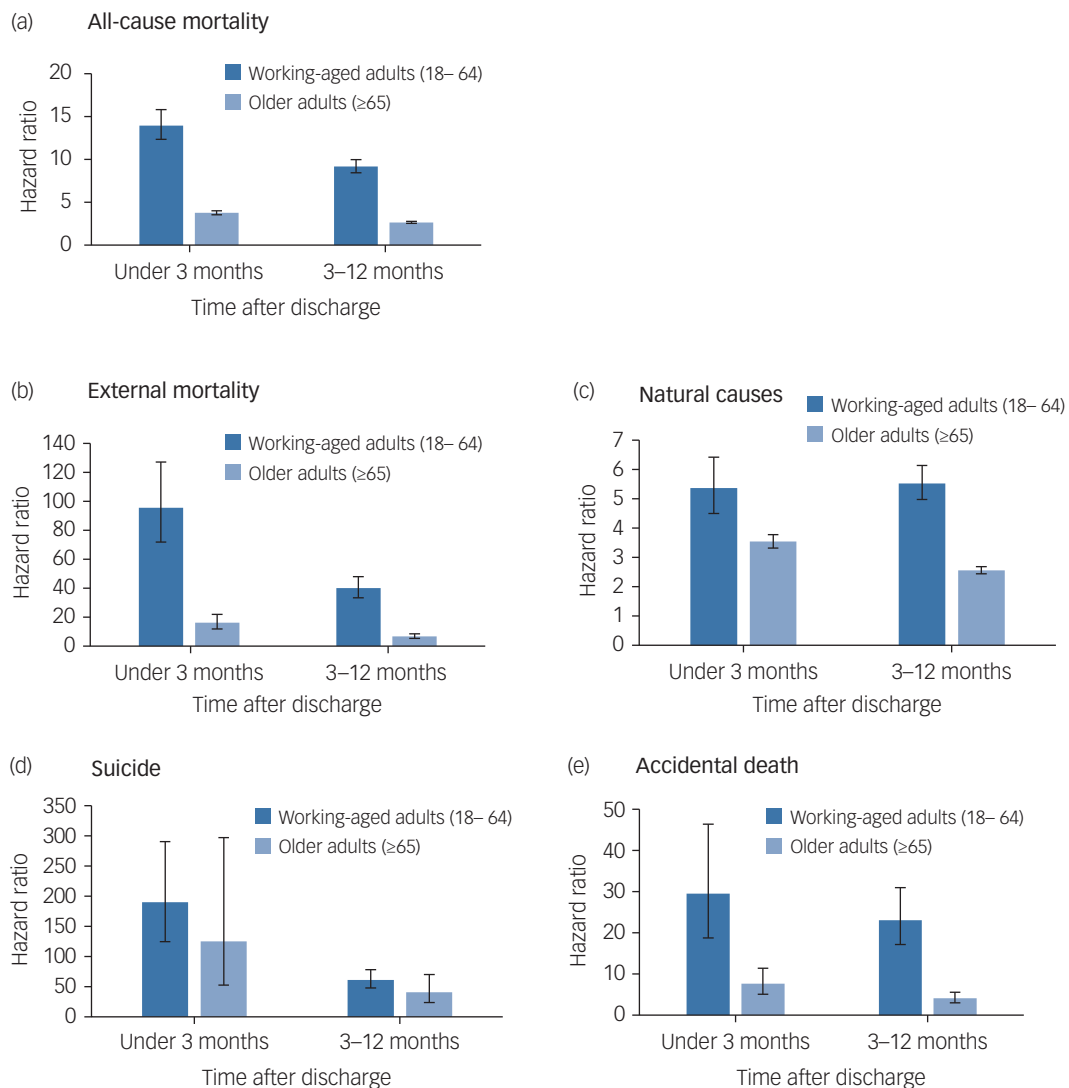 (a) All-cause mortality
Working-aged adults (18– 64)
Older adults (≥65)
Hazard ratio
20
15
10
5
0
Under 3 months 3–12 months
Time after discharge
(b) External mortality
Working-aged adults (18– 64)
Older adults (≥65)
Hazard ratio
140
120
100
80
60
40
20
0
Under 3 months 3–12 months
Time after discharge
(c) Natural causes
Working-aged adults (18– 64)
Older adults (≥65)
Hazard ratio
7
6
5
4
3
2
1
0
Under 3 months 3–12 months
Time after discharge
(d) Suicide
Working-aged adults (18– 64)
Older adults (≥65)
Hazard ratio
350
300
250
200
150
100
50
0
Under 3 months 3–12 months
Time after discharge
(e) Accidental death
Working-aged adults (18– 64)
Older adults (≥65)
Hazard ratio
50
40
30
20
10
0
Under 3 months 3–12 months
Time after discharge